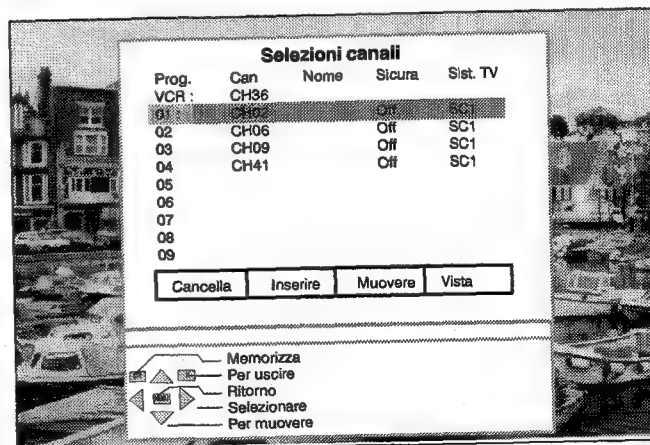 Selezioni canali
Prog. Can Nome Sicura Sist. TV
VCR : CH36
01 : CH02 Off SC1
02 CH06 Off SC1
03 CH09 Off SC1
04 CH41 Off SC1
05
06
07
08
09
Cancella Inserire Muovere Vista
Memorizza
Per uscire
Ritorno
Selezionare
Per muovere